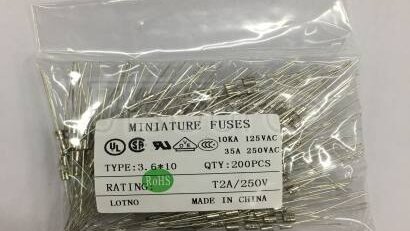 MINIATURE FUSES
10KA 125VAC
35A 250VAC
TYPE:3.6*10 QTY:200PCS
RATING: T2A/250V
RoHS
LOTNO MADE IN CHINA